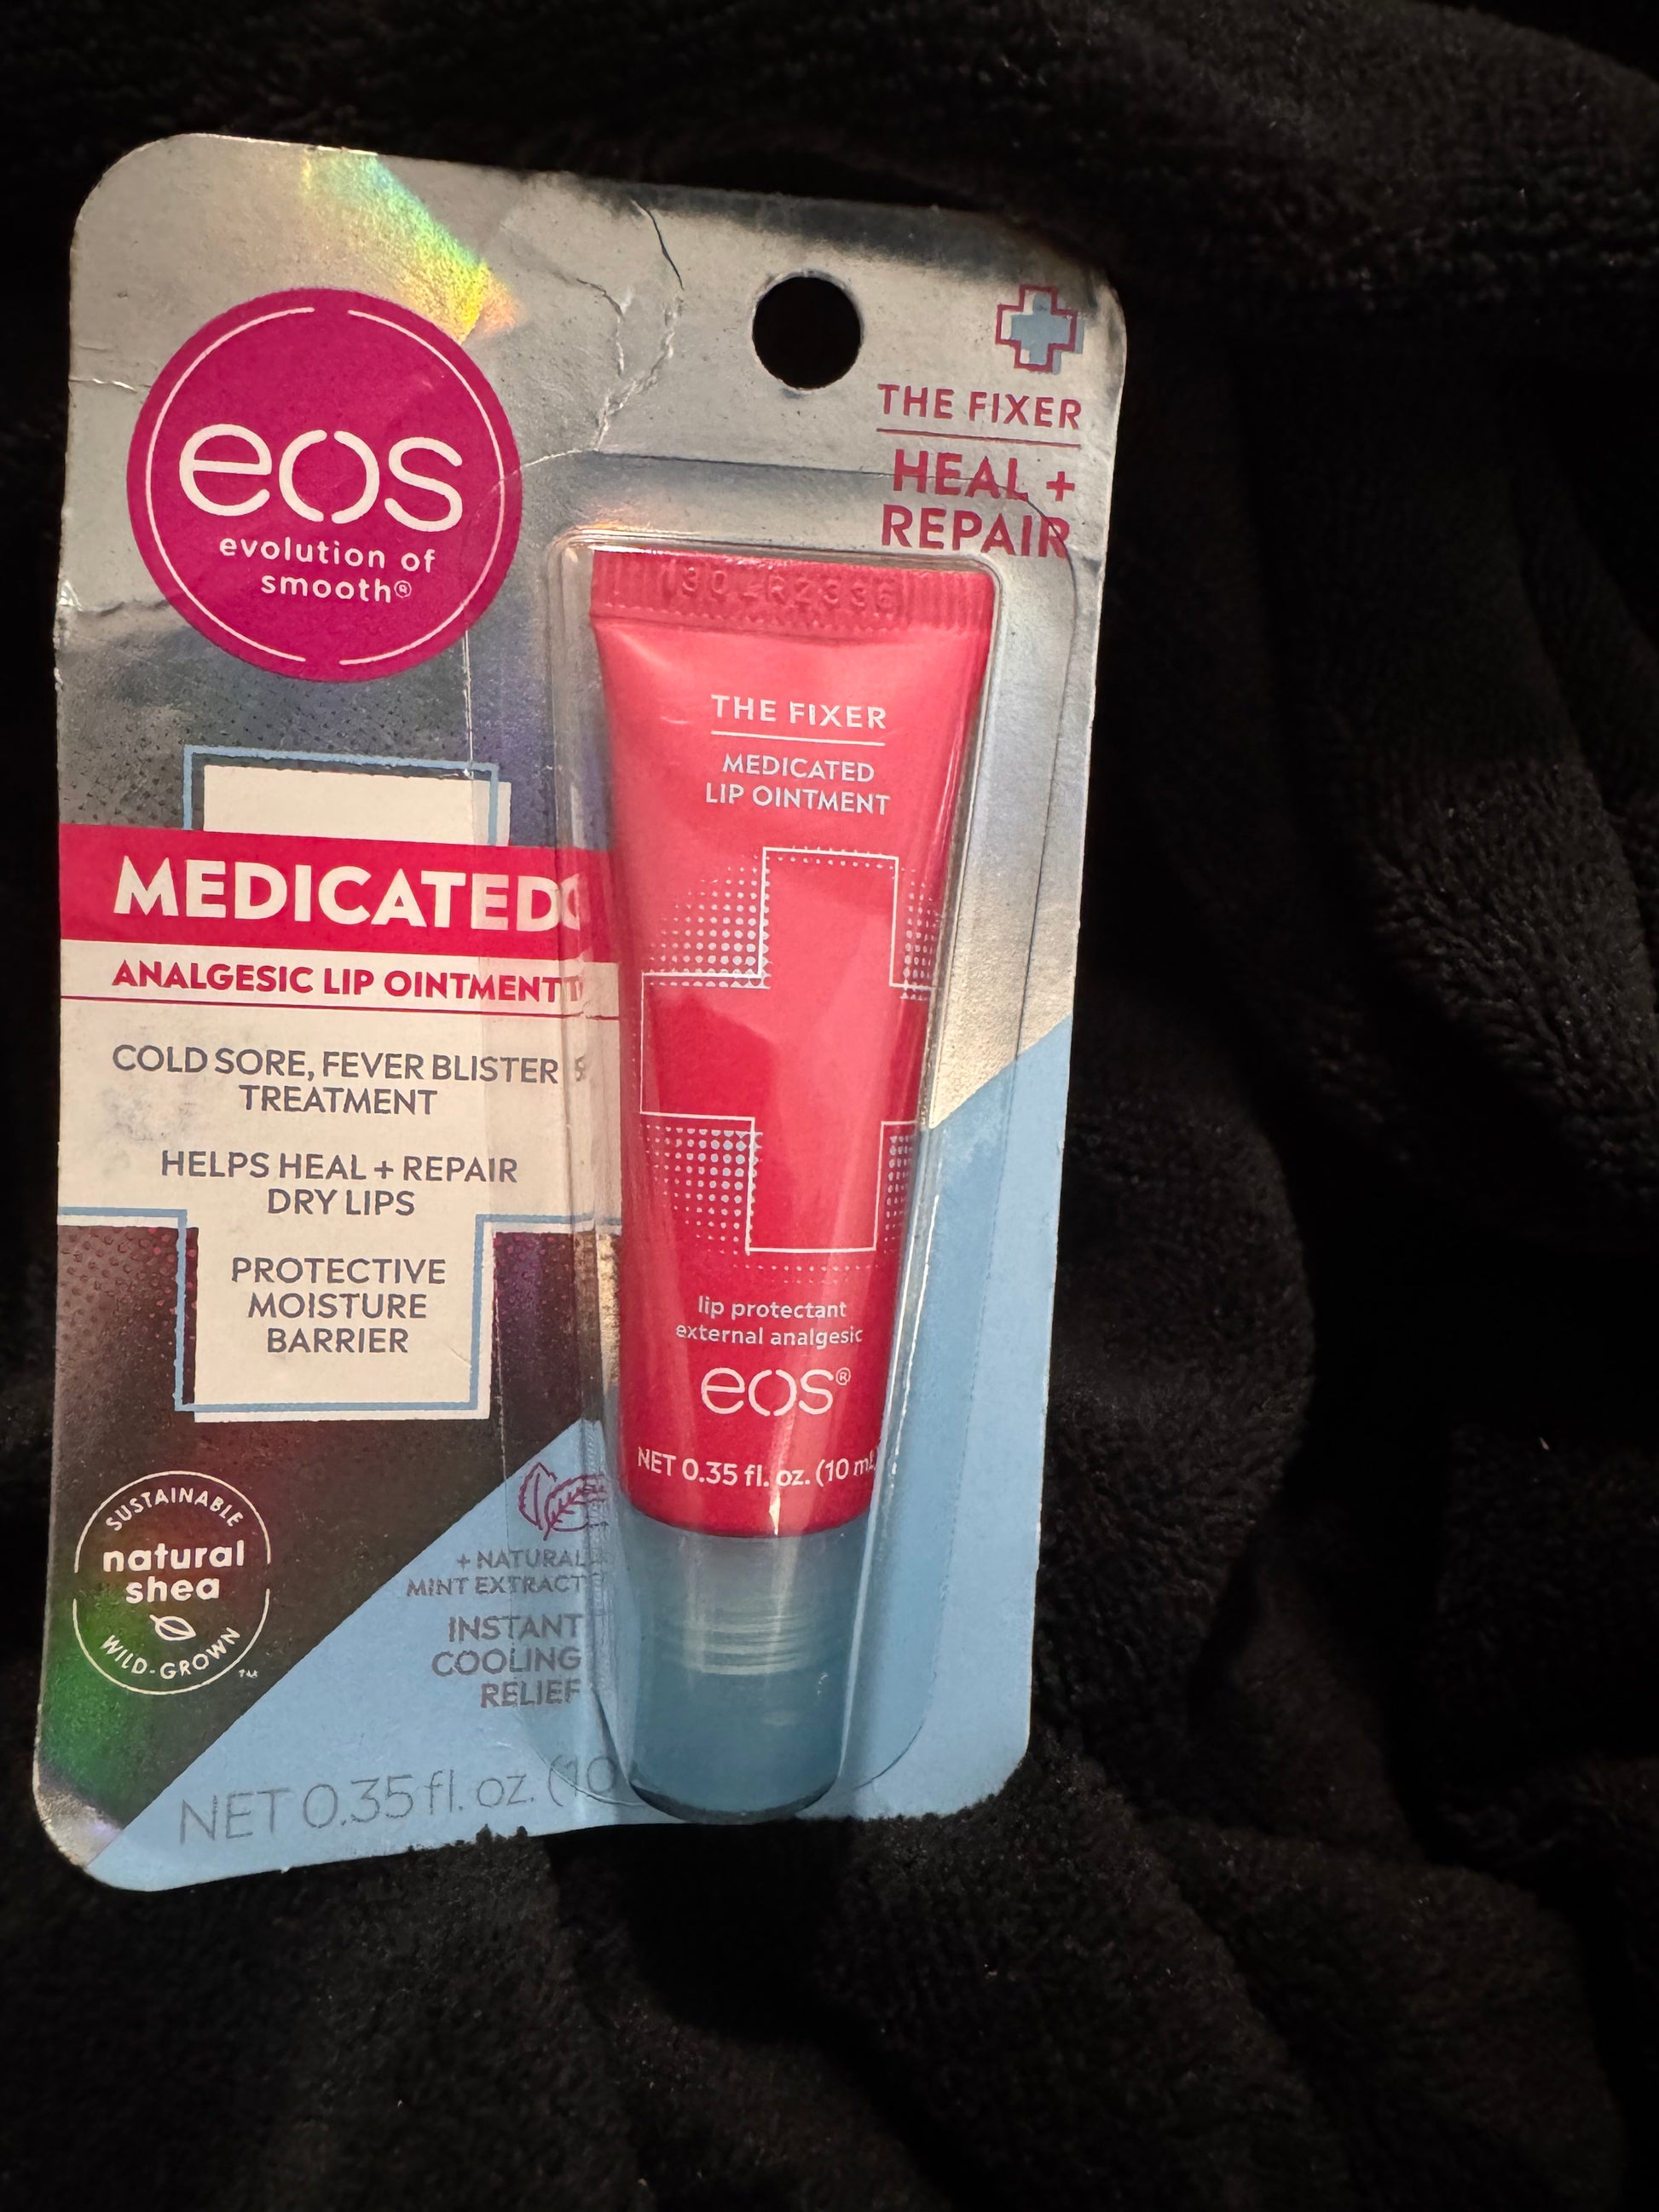 eos
evolution of
smooth®
THE FIXER
HEAL +
REPAIR
MEDICATED
ANALGESIC LIP OINTMENT
COLD SORE, FEVER BLISTER
TREATMENT
HELPS HEAL + REPAIR
DRY LIPS
PROTECTIVE
MOISTURE
BARRIER
SUSTAINABLE
natural
shea
WILD-GROWN
+ NATURAL
MINT EXTRACT
INSTANT
COOLING
RELIEF
NET 0.35 fl. oz. (10
THE FIXER
MEDICATED
LIP OINTMENT
lip protectant
external analgesic
eos®
NET 0.35 fl. oz. (10 mL